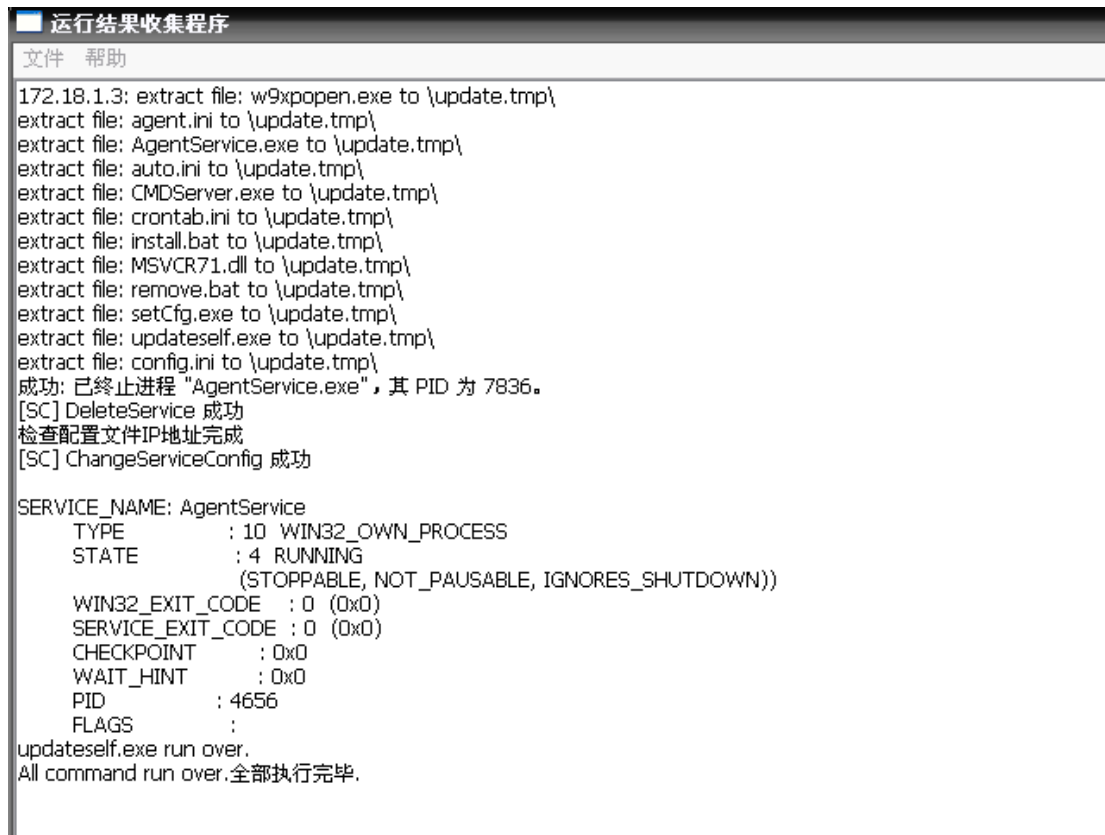 运行结果收集程序
文件 帮助
172.18.1.3: extract file: w9xpopen.exe to \update.tmp\
extract file: agent.ini to \update.tmp\
extract file: AgentService.exe to \update.tmp\
extract file: auto.ini to \update.tmp\
extract file: CMDServer.exe to \update.tmp\
extract file: crontab.ini to \update.tmp\
extract file: install.bat to \update.tmp\
extract file: MSVCR71.dll to \update.tmp\
extract file: remove.bat to \update.tmp\
extract file: setCfg.exe to \update.tmp\
extract file: updateself.exe to \update.tmp\
extract file: config.ini to \update.tmp\
成功: 已终止进程 "AgentService.exe"，其 PID 为 7836。
[SC] DeleteService 成功
检查配置文件IP地址完成
[SC] ChangeServiceConfig 成功
SERVICE_NAME: AgentService
TYPE : 10 WIN32_OWN_PROCESS
STATE : 4 RUNNING
(STOPPABLE, NOT_PAUSABLE, IGNORES_SHUTDOWN))
WIN32_EXIT_CODE : 0 (0x0)
SERVICE_EXIT_CODE : 0 (0x0)
CHECKPOINT : 0x0
WAIT_HINT : 0x0
PID : 4656
FLAGS :
updateself.exe run over.
All command run over.全部执行完毕.